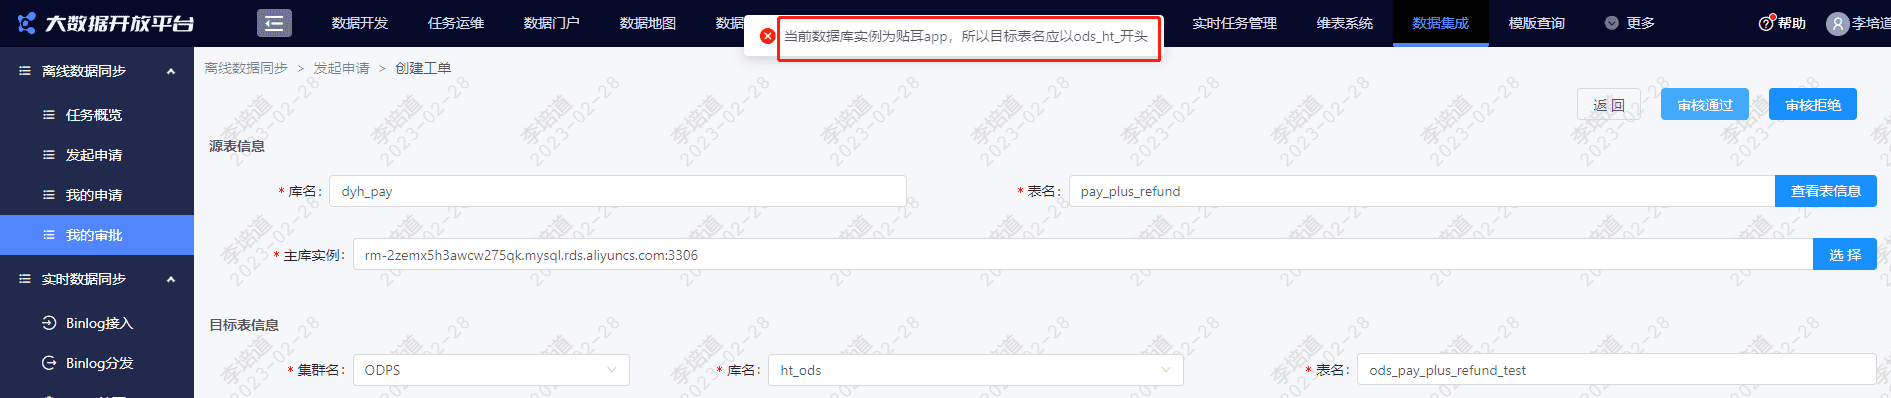 大数据开放平台
数据开发 任务运维 数据门户 数据地图 数据 实时任务管理 维表系统 数据集成 模版查询 更多 帮助 李培道
当前数据库实例为贴耳app，所以目标表名应以ods_ht_开头
离线数据同步
任务概览
发起申请
我的申请
我的审批
实时数据同步
Binlog接入
Binlog分发
离线数据同步 > 发起申请 > 创建工单
返 回 审核通过 审核拒绝
源表信息
* 库名： dyh_pay * 表名： pay_plus_refund 查看表信息
* 主库实例： rm-2zemx5h3awcw275qk.mysql.rds.aliyuncs.com:3306 选 择
目标表信息
* 集群名： ODPS * 库名： ht_ods * 表名： ods_pay_plus_refund_test
李培道
2023-02-28